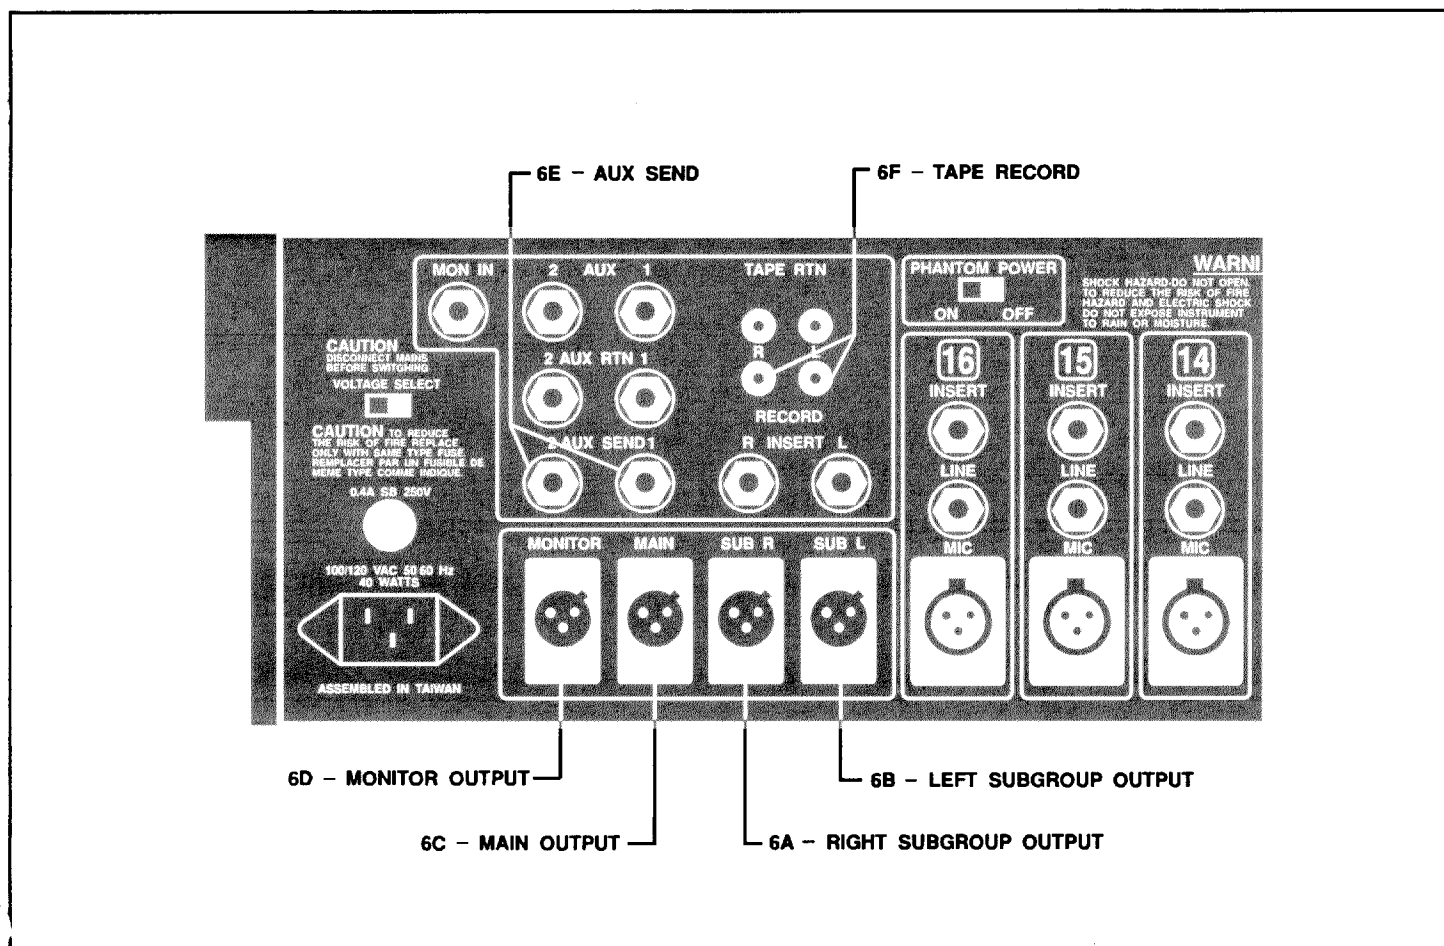 6E – AUX SEND
6F – TAPE RECORD
MON IN
2 AUX 1
TAPE RTN
PHANTOM POWER
ON OFF
WARNI
SHOCK HAZARD-DO NOT OPEN.
TO REDUCE THE RISK OF FIRE
HAZARD AND ELECTRIC SHOCK
DO NOT EXPOSE INSTRUMENT
TO RAIN OR MOISTURE.
CAUTION
DISCONNECT MAINS
BEFORE SWITCHING
VOLTAGE SELECT
2 AUX RTN 1
R L
RECORD
CAUTION TO REDUCE
THE RISK OF FIRE REPLACE
ONLY WITH SAME TYPE FUSE
REMPLACER PAR UN FUSIBLE DE
MEME TYPE COMME INDIQUE
0.4A SB 250V
2 AUX SEND 1
R INSERT L
16
INSERT
LINE
MIC
15
INSERT
LINE
MIC
14
INSERT
LINE
MIC
100/120 VAC 50 60 Hz
40 WATTS
ASSEMBLED IN TAIWAN
MONITOR
MAIN
SUB R
SUB L
6D – MONITOR OUTPUT
6B – LEFT SUBGROUP OUTPUT
6C – MAIN OUTPUT
6A – RIGHT SUBGROUP OUTPUT